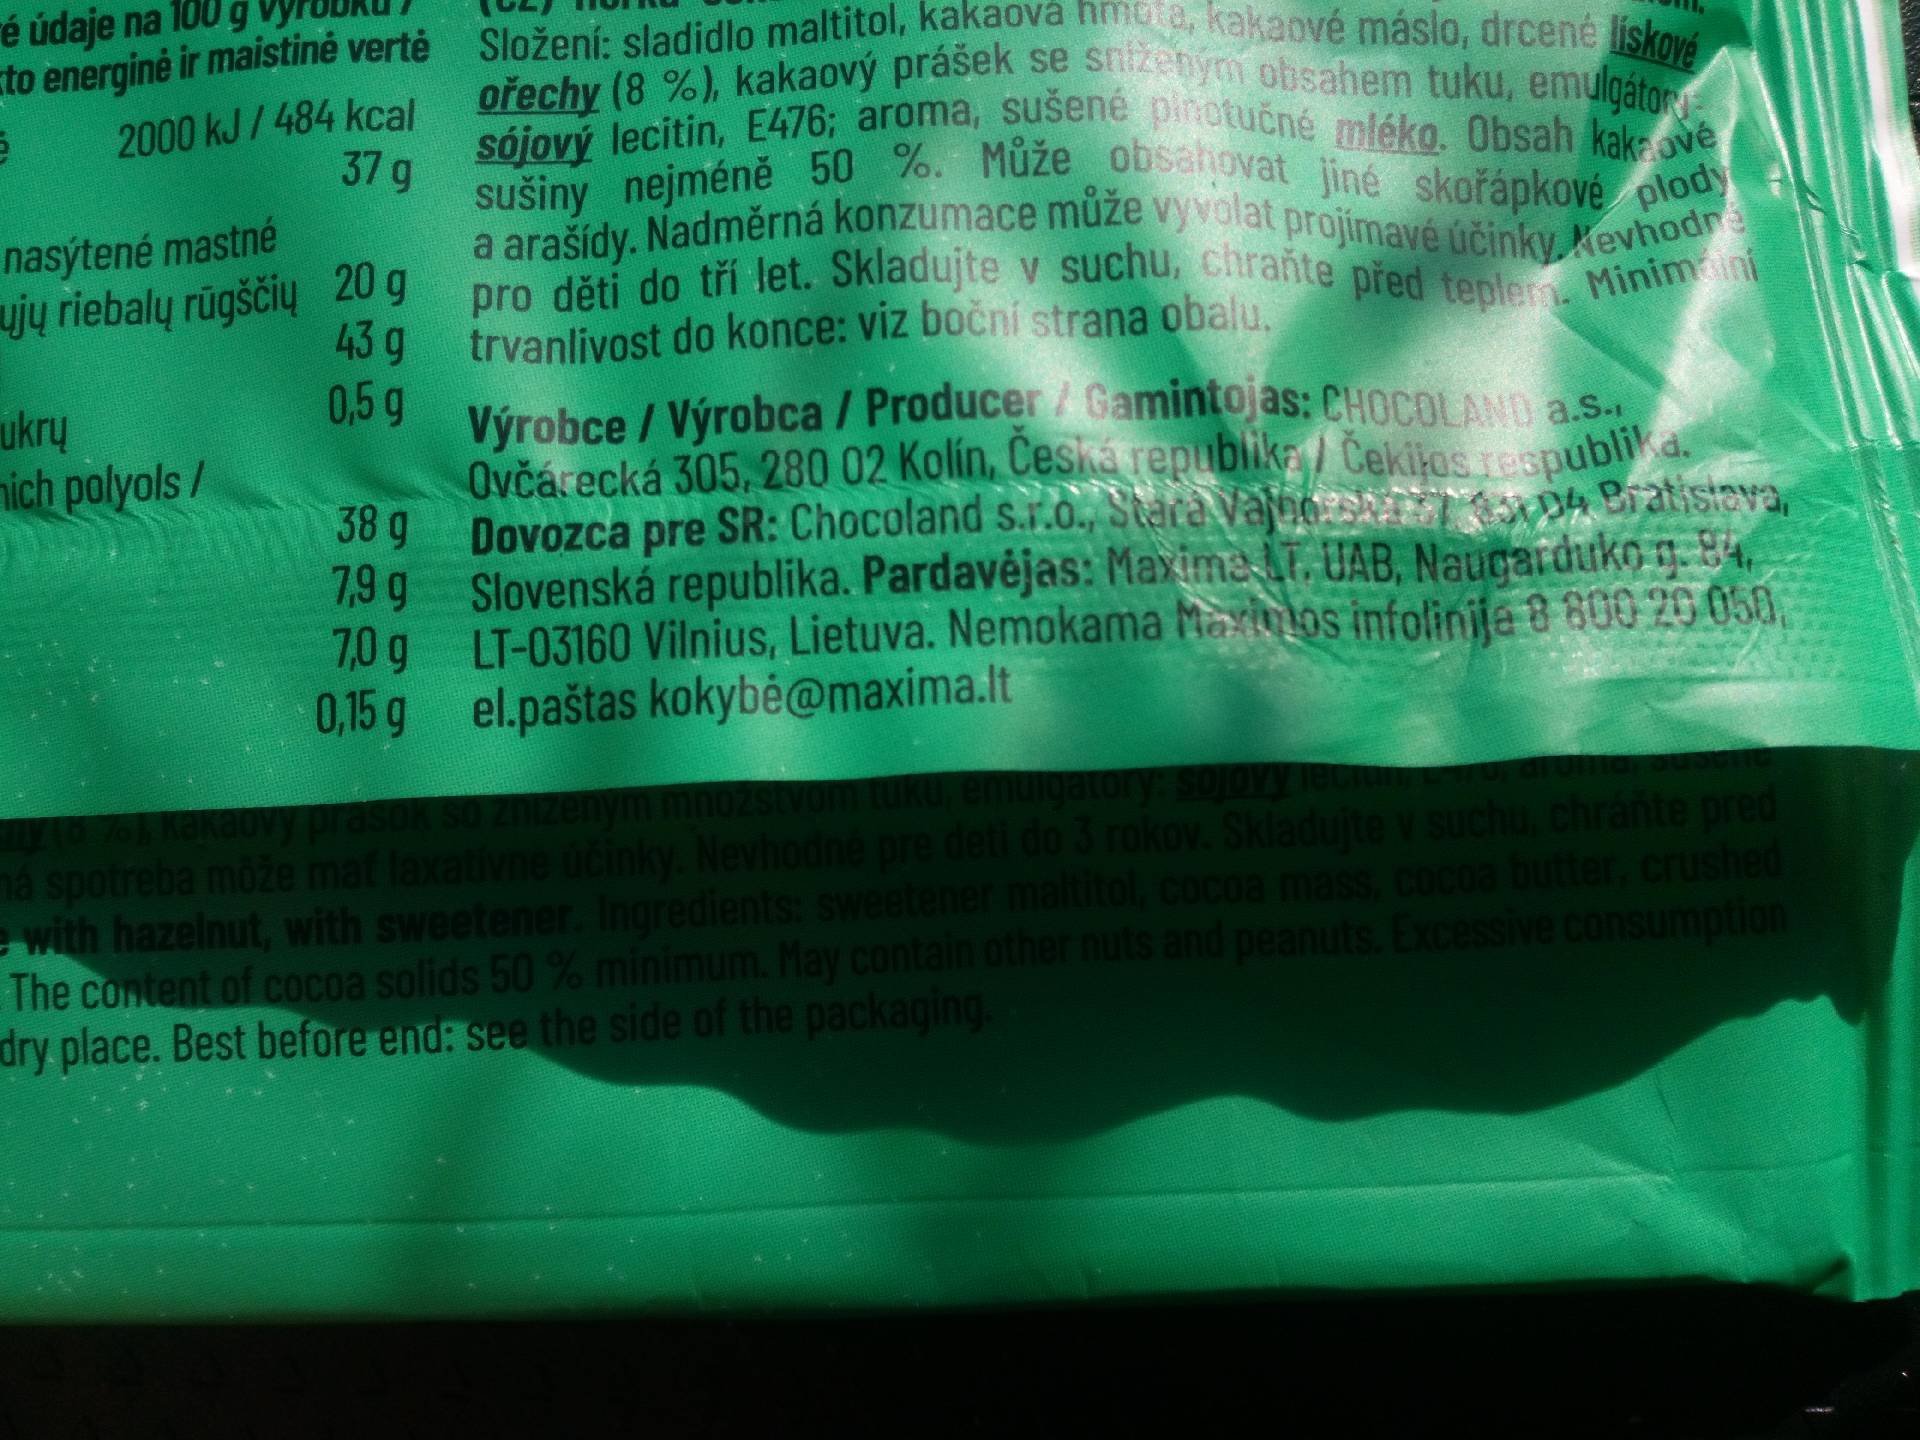 é údaje na 100 g výrobku /
kto energinė ir maistinė vertė
2000 kJ / 484 kcal
37 g
nasýtené mastné
ųjų riebalų rūgščių 20 g
43 g
ukrų 0,5 g
nich polyols /
38 g
7,9 g
7,0 g
0,15 g
Složení: sladidlo maltitol, kakaová hmota, kakaové máslo, drcené lískové
ořechy (8 %), kakaový prášek se sníženým obsahem tuku, emulgátory:
sójový lecitin, E476; aroma, sušené plnotučné mléko. Obsah kakaové
sušiny nejméně 50 %. Může obsahovat jiné skořápkové plody
a arašídy. Nadměrná konzumace může vyvolat projímavé účinky. Nevhodné
pro děti do tří let. Skladujte v suchu, chraňte před teplem. Minimální
trvanlivost do konce: viz boční strana obalu.
Výrobce / Výrobca / Producer / Gamintojas: CHOCOLAND a.s.,
Ovčárecká 305, 280 02 Kolín, Česká republika / Čekijos respublika.
Dovozca pre SR: Chocoland s.r.o., Stará Vajnorská 37 831 04 Bratislava,
Slovenská republika. Pardavėjas: Maxima LT, UAB, Naugarduko g. 84,
LT-03160 Vilnius, Lietuva. Nemokama Maximos infolinija 8 800 20 050,
el.paštas kokybė@maxima.lt
(8 %), kakaový prášok so zníženým množstvom tuku, emulgátory: sójový lecitín, E476, aróma, sušené
ná spotreba môže mať laxatívne účinky. Nevhodné pre deti do 3 rokov. Skladujte v suchu, chráňte pred
e with hazelnut, with sweetener. Ingredients: sweetener maltitol, cocoa mass, cocoa butter, crushed
The content of cocoa solids 50 % minimum. May contain other nuts and peanuts. Excessive consumption
dry place. Best before end: see the side of the packaging.